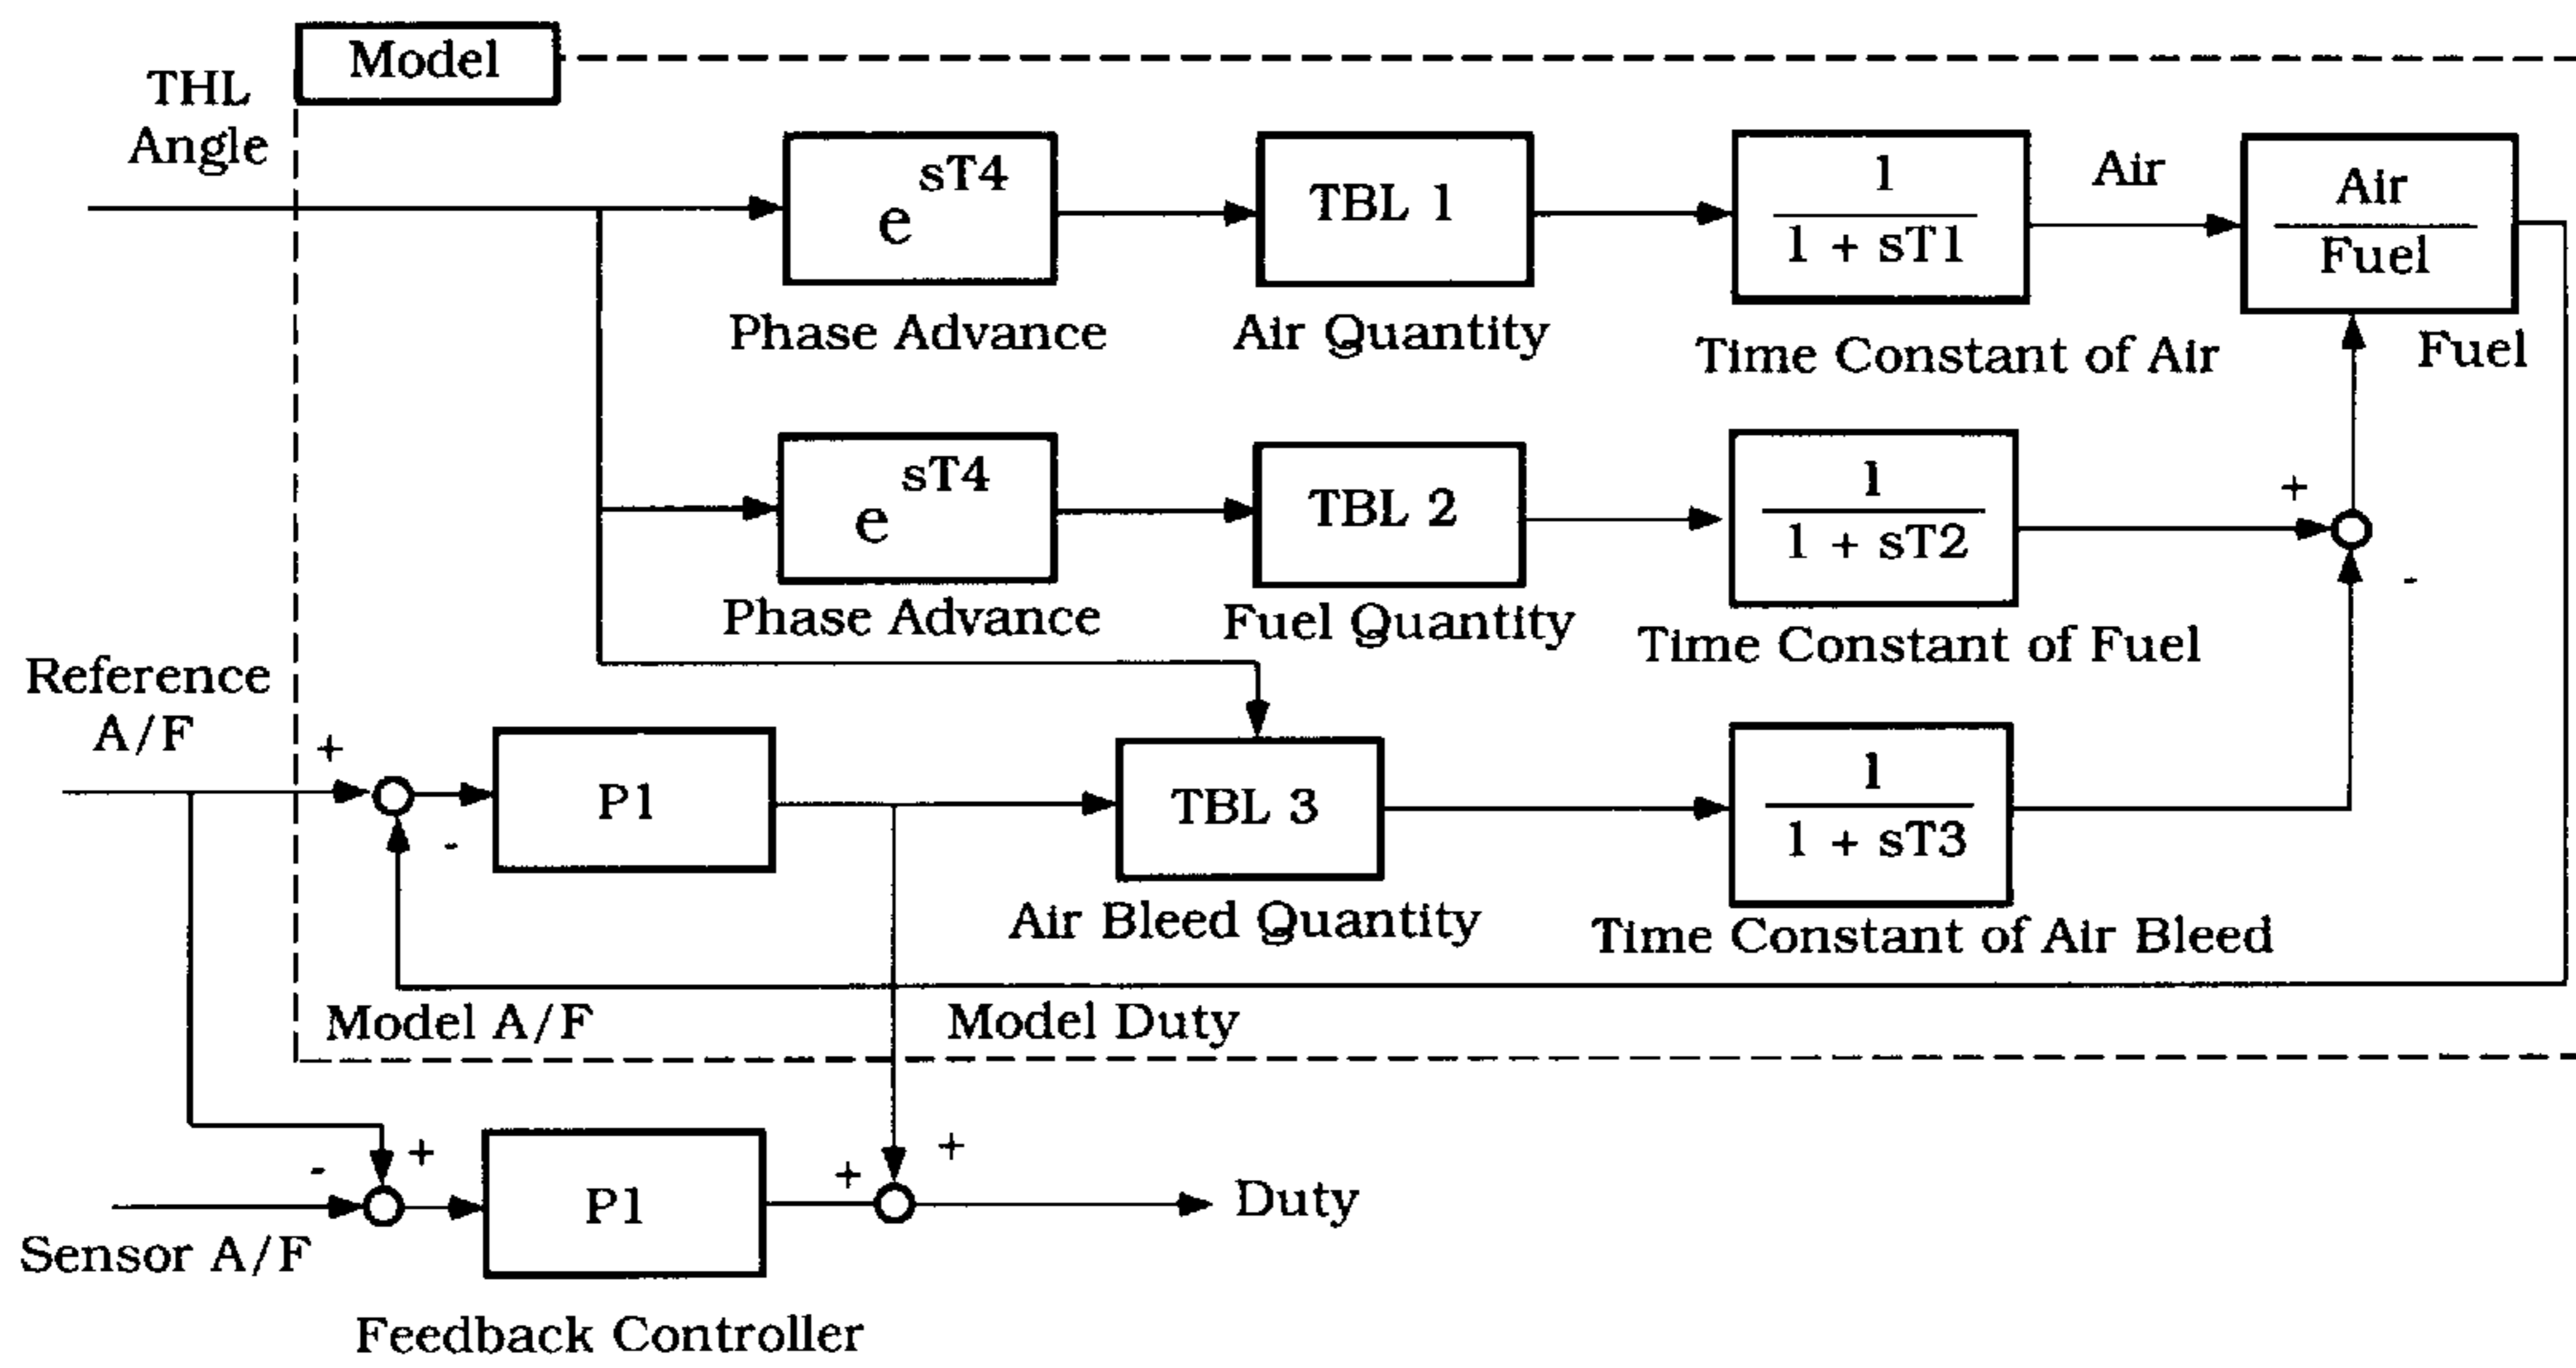 Model
THL
Angle
e sT4
Phase Advance
TBL 1
Air Quantity
1
1 + sT1
Time Constant of Air
Air
Air
Fuel
Fuel
e sT4
Phase Advance
TBL 2
Fuel Quantity
1
1 + sT2
Time Constant of Fuel
+
-
Reference
A/F
+
-
P1
TBL 3
Air Bleed Quantity
1
1 + sT3
Time Constant of Air Bleed
Model A/F
Model Duty
-
+
Sensor A/F
P1
+
+
Duty
Feedback Controller